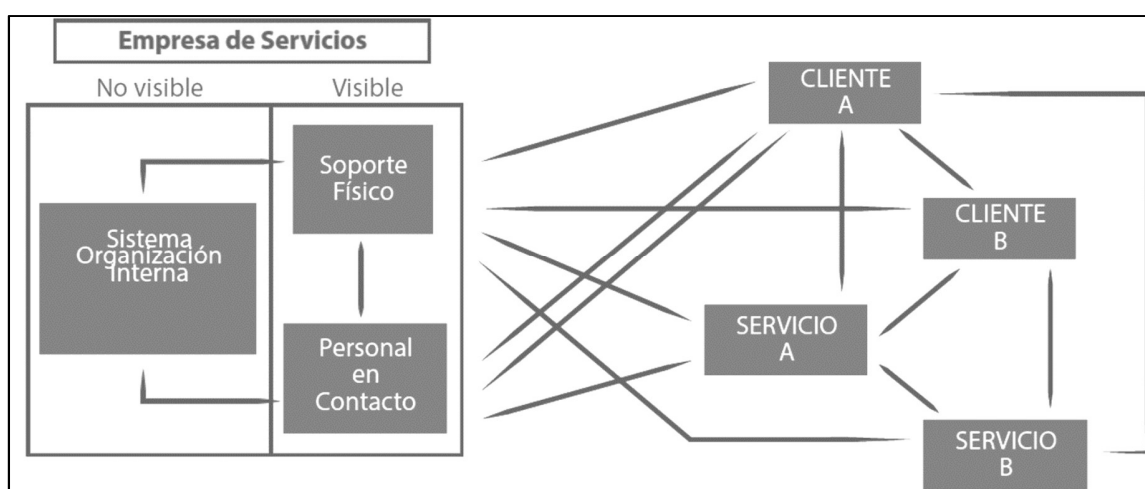 Empresa de Servicios
No visible
Visible
Soporte
Físico
Sistema
Organización
Interna
Personal
en
Contacto
CLIENTE
A
CLIENTE
B
SERVICIO
A
SERVICIO
B